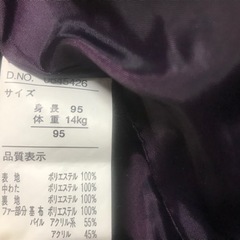 D.NO.
サイズ
身長 95
体重 14kg
95
品質表示
表地 ポリエステル 100%
中わた ポリエステル 100%
裏地 ポリエステル 100%
ファー部分 基布 ポリエステル 100%
パイル アクリル系 55%
アクリル 45%